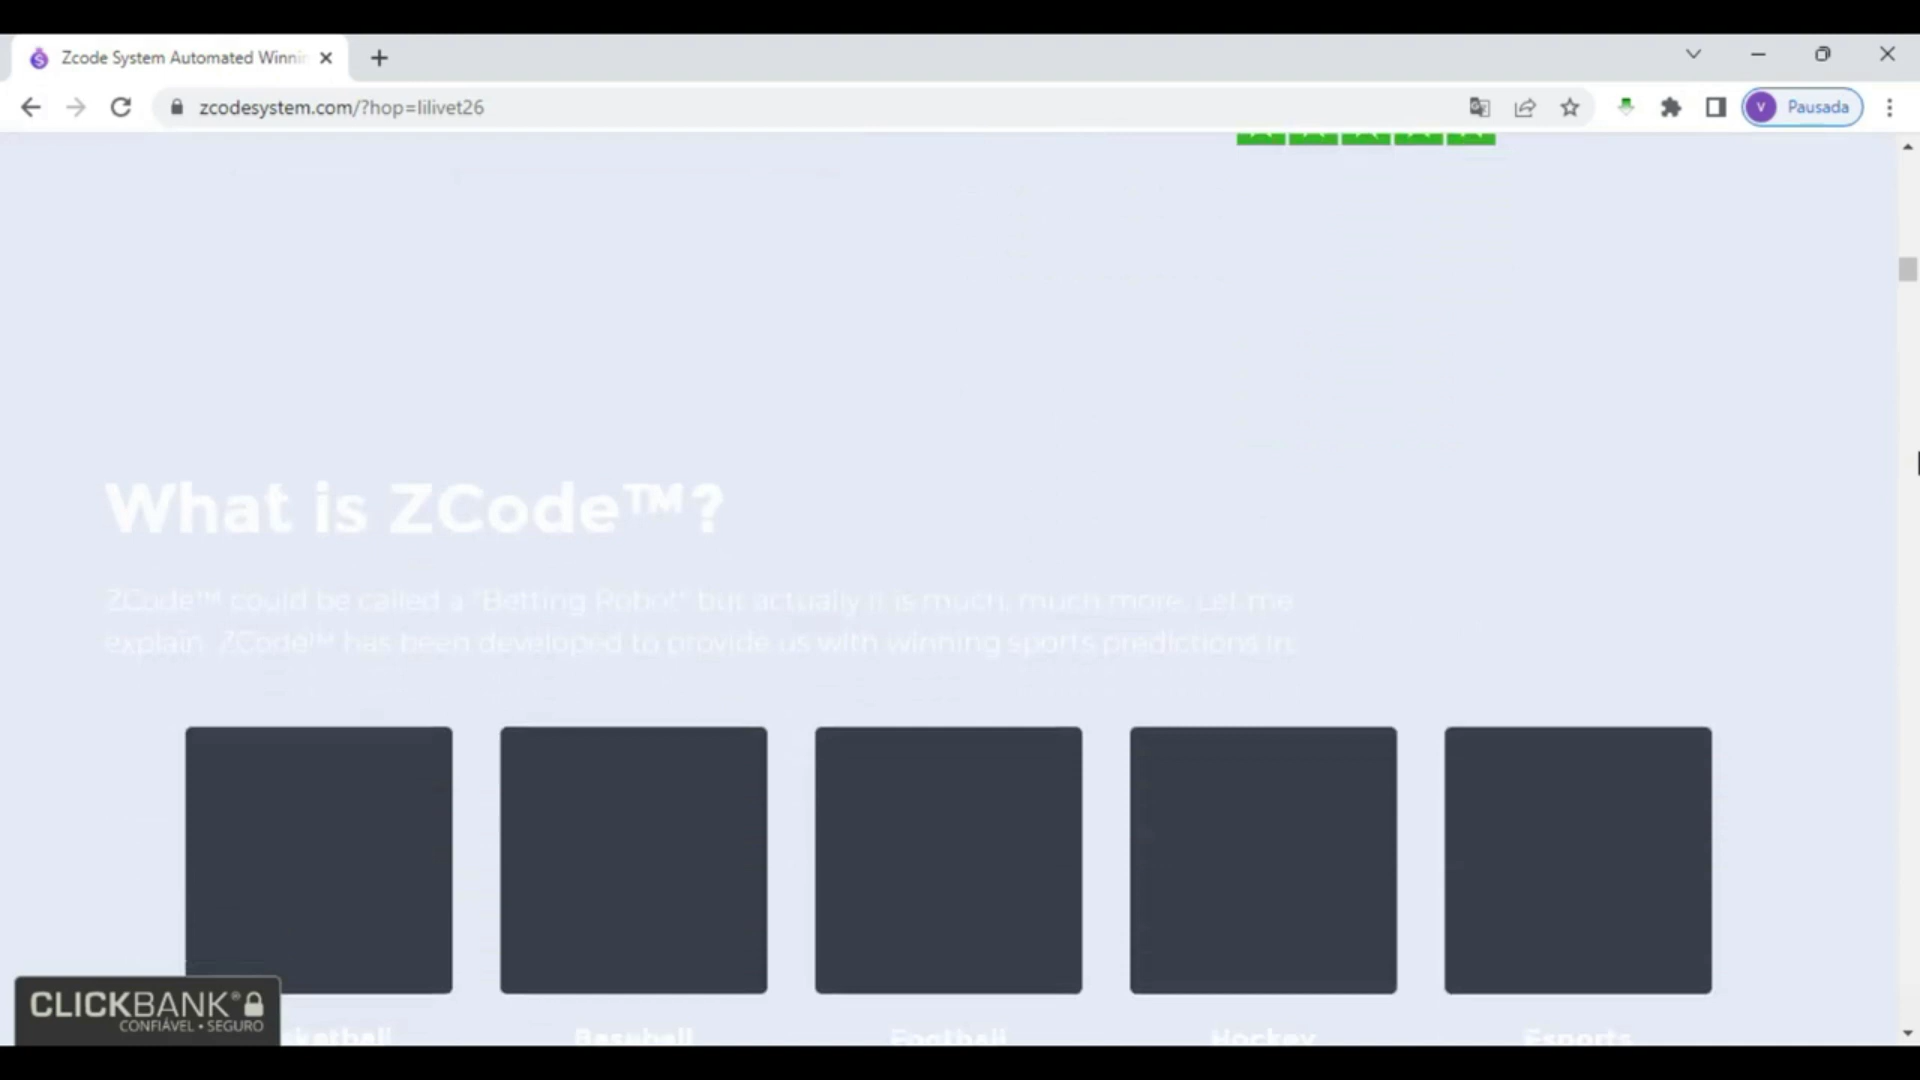 Zcode System Automated Winni
zcodesystem.com/?hop=lilivet26
V
Pausada
What is ZCode™?
ZCode™ could be called a "Betting Robot" but actually it is much, much more. Let me
explain. ZCode™ has been developed to provide us with winning sports predictions in:
CLICKBANK®
CONFIÁVEL • SEGURO
ketball
Baseball
Football
Hockey
Esports